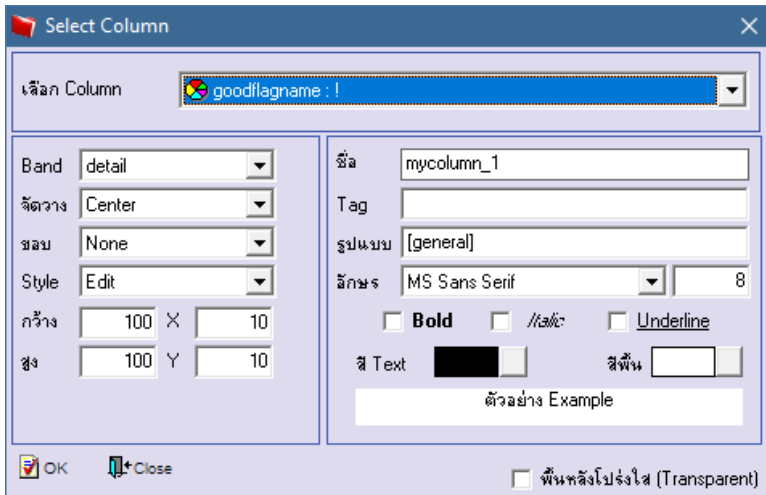 Select Column
เลือก Column goodflagname : !
Band detail
จัดวาง Center
ขอบ None
Style Edit
กว้าง 100 X 10
สูง 100 Y 10
ชื่อ mycolumn_1
Tag
รูปแบบ [general]
อักษร MS Sans Serif 8
Bold Italic Underline
สี Text สีพื้น
ตัวอย่าง Example
OK Close
พื้นหลังโปร่งใส (Transparent)